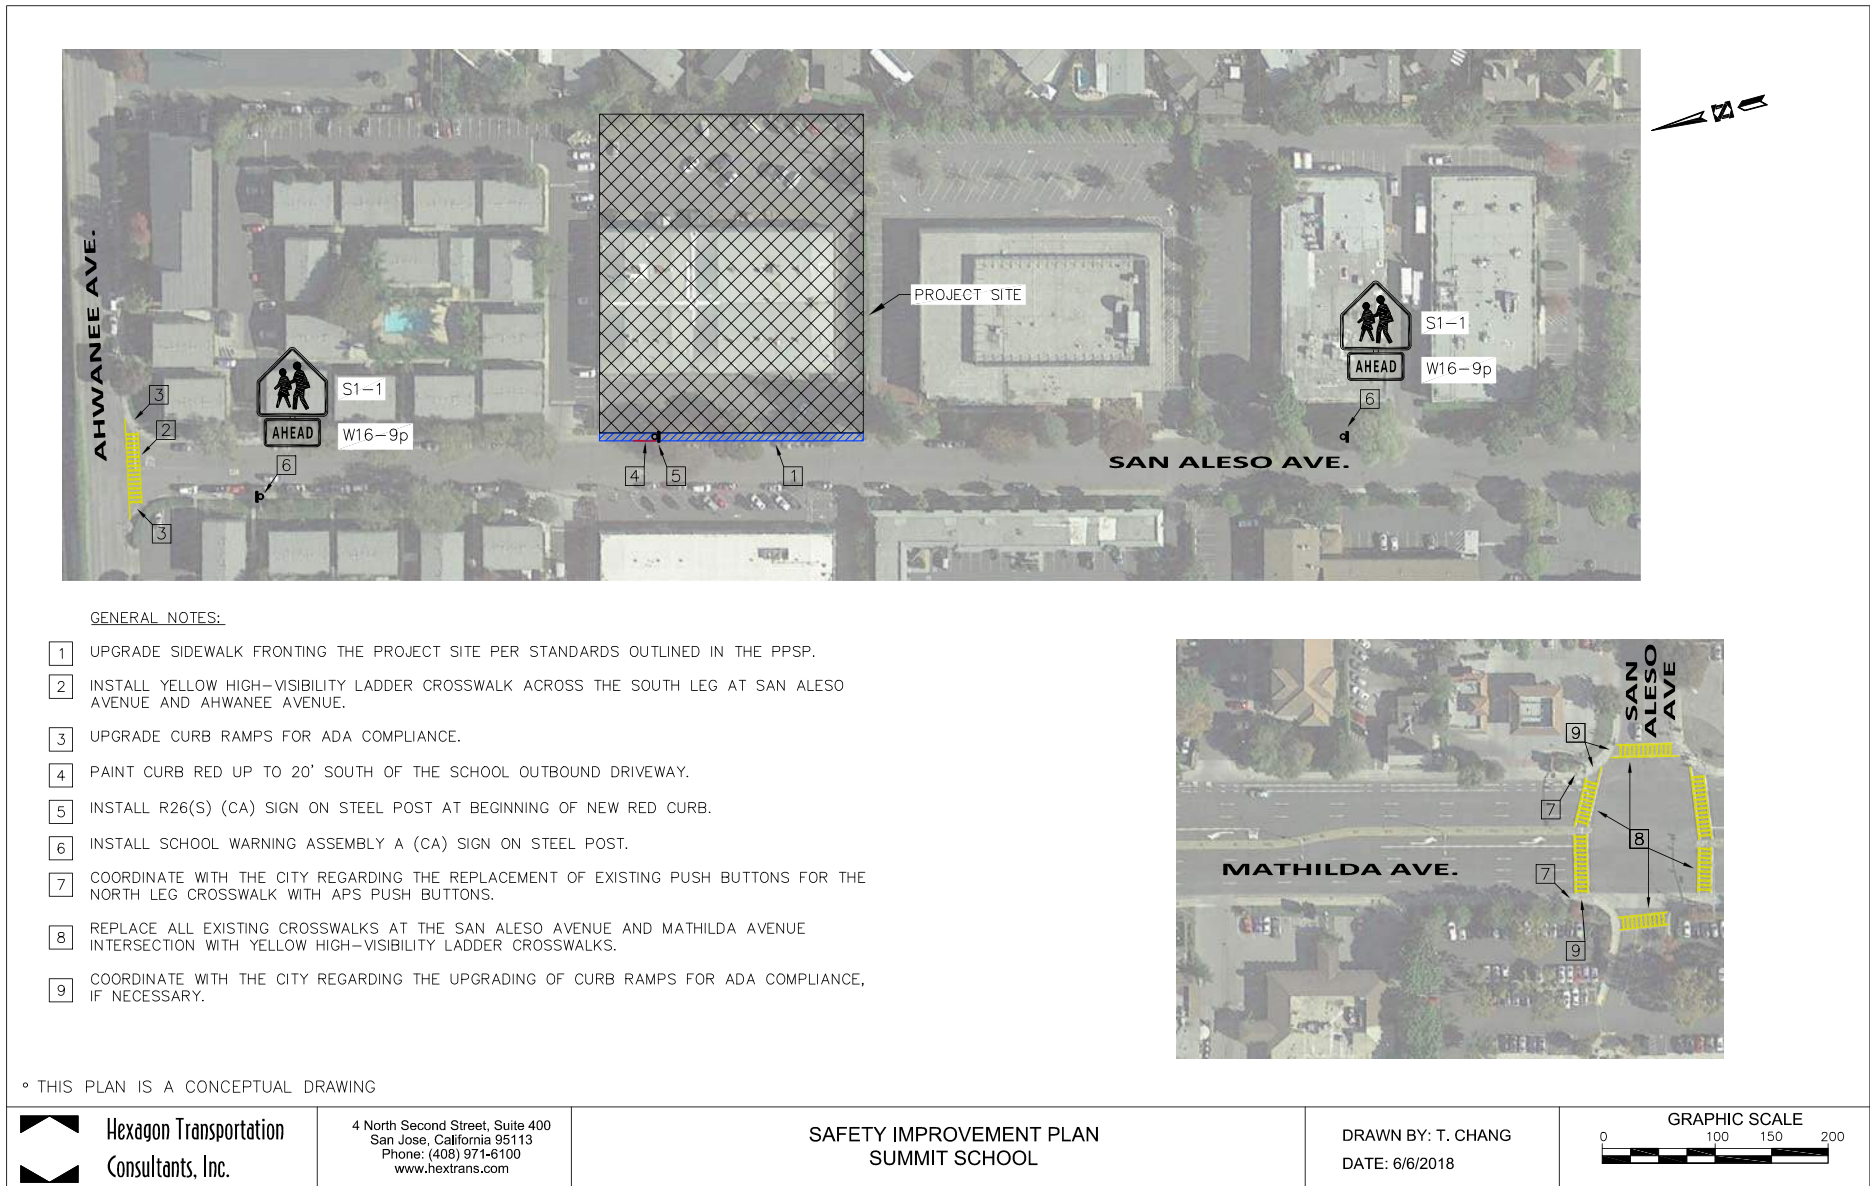 AHWANEE AVE.
3
2
3
S1-1
AHEAD
W16-9p
6
PROJECT SITE
4
5
1
S1-1
AHEAD
W16-9p
6
SAN ALESO AVE.
N
GENERAL NOTES:
1 UPGRADE SIDEWALK FRONTING THE PROJECT SITE PER STANDARDS OUTLINED IN THE PPSP.
2 INSTALL YELLOW HIGH-VISIBILITY LADDER CROSSWALK ACROSS THE SOUTH LEG AT SAN ALESO
AVENUE AND AHWANEE AVENUE.
3 UPGRADE CURB RAMPS FOR ADA COMPLIANCE.
4 PAINT CURB RED UP TO 20' SOUTH OF THE SCHOOL OUTBOUND DRIVEWAY.
5 INSTALL R26(S) (CA) SIGN ON STEEL POST AT BEGINNING OF NEW RED CURB.
6 INSTALL SCHOOL WARNING ASSEMBLY A (CA) SIGN ON STEEL POST.
7 COORDINATE WITH THE CITY REGARDING THE REPLACEMENT OF EXISTING PUSH BUTTONS FOR THE
NORTH LEG CROSSWALK WITH APS PUSH BUTTONS.
8 REPLACE ALL EXISTING CROSSWALKS AT THE SAN ALESO AVENUE AND MATHILDA AVENUE
INTERSECTION WITH YELLOW HIGH-VISIBILITY LADDER CROSSWALKS.
9 COORDINATE WITH THE CITY REGARDING THE UPGRADING OF CURB RAMPS FOR ADA COMPLIANCE,
IF NECESSARY.
SAN
ALESO
AVE
9
7
8
MATHILDA AVE.
7
9
° THIS PLAN IS A CONCEPTUAL DRAWING
Hexagon Transportation
Consultants, Inc.
4 North Second Street, Suite 400
San Jose, California 95113
Phone: (408) 971-6100
www.hextrans.com
SAFETY IMPROVEMENT PLAN
SUMMIT SCHOOL
DRAWN BY: T. CHANG
DATE: 6/6/2018
GRAPHIC SCALE
0 100 150 200